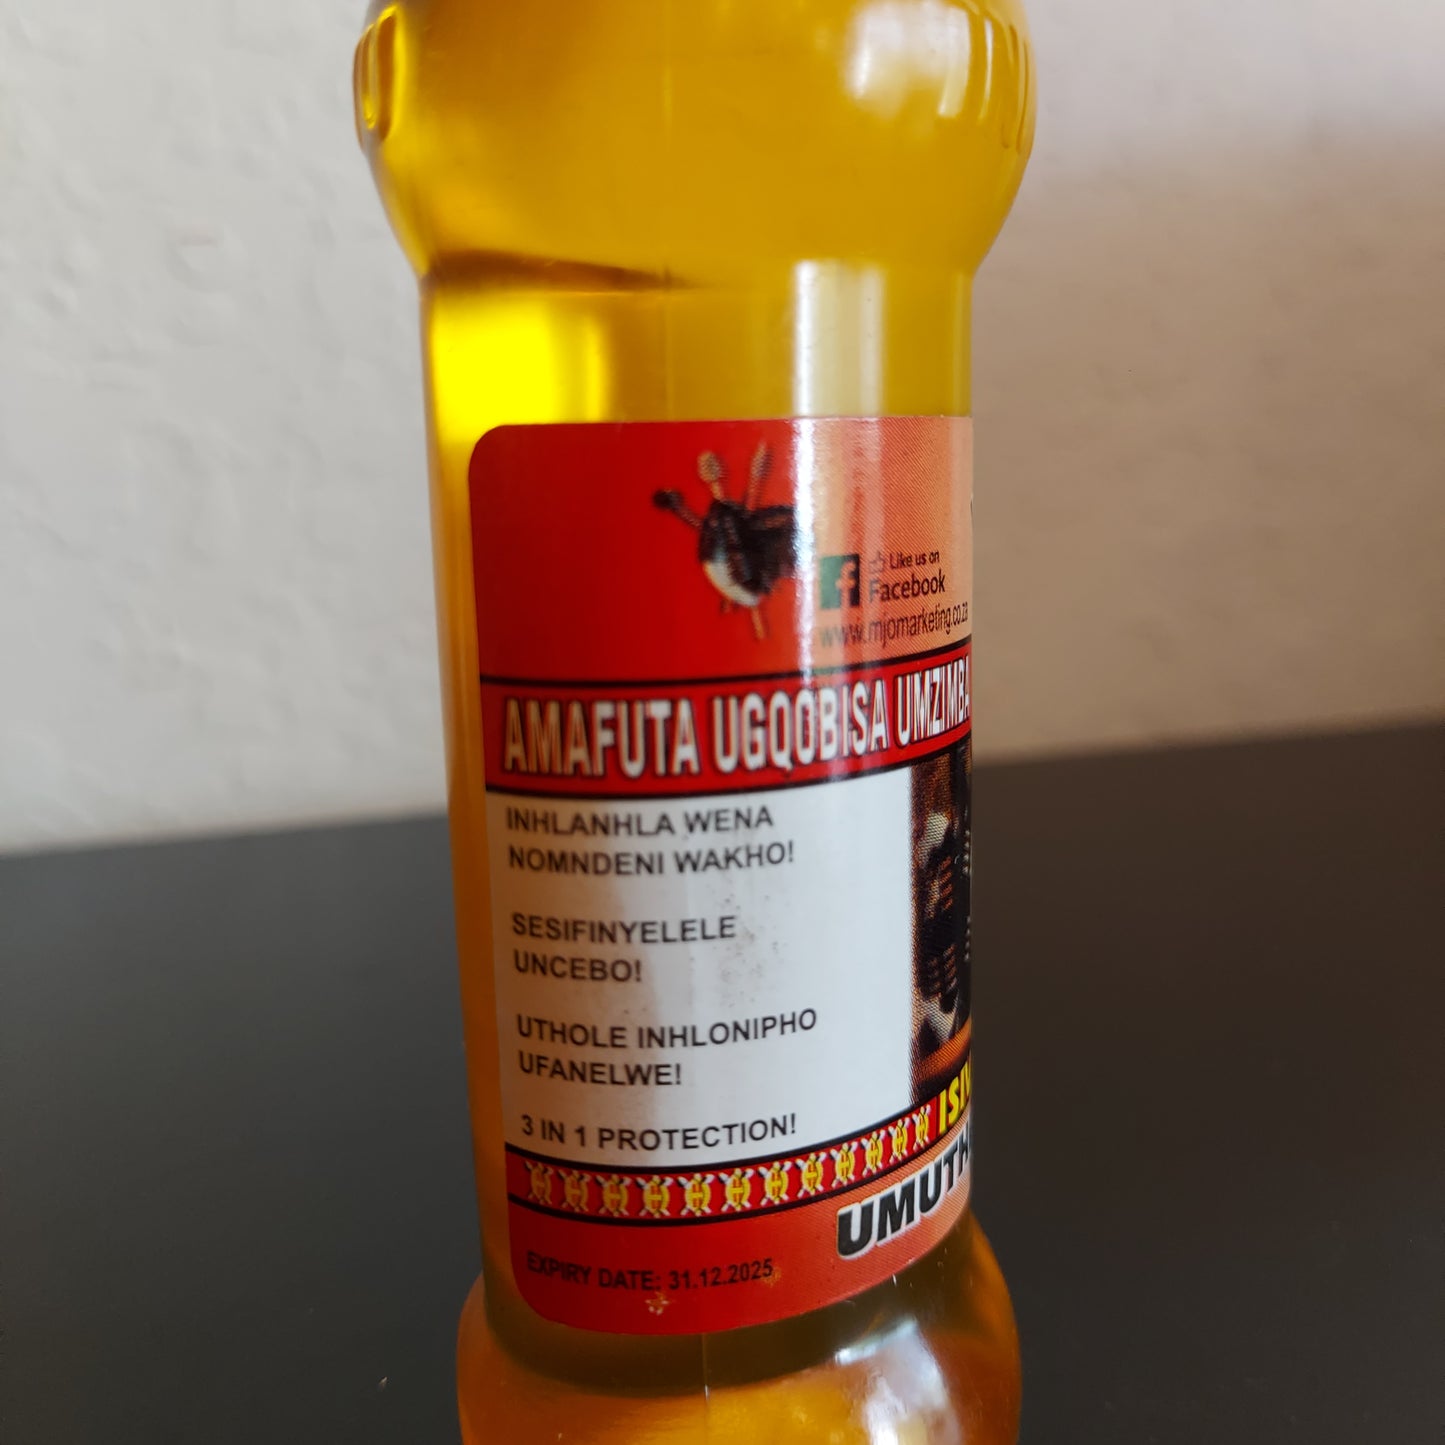 Like us on
Facebook
www.mjomarketing.co.za
AMAFUTA UGQOBISA UMZIMBA
INHLANHLA WENA
NOMNDENI WAKHO!
SESIFINYELELE
UNCEBO!
UTHOLE INHLONIPHO
UFANELWE!
3 IN 1 PROTECTION!
EXPIRY DATE: 31.12.2025